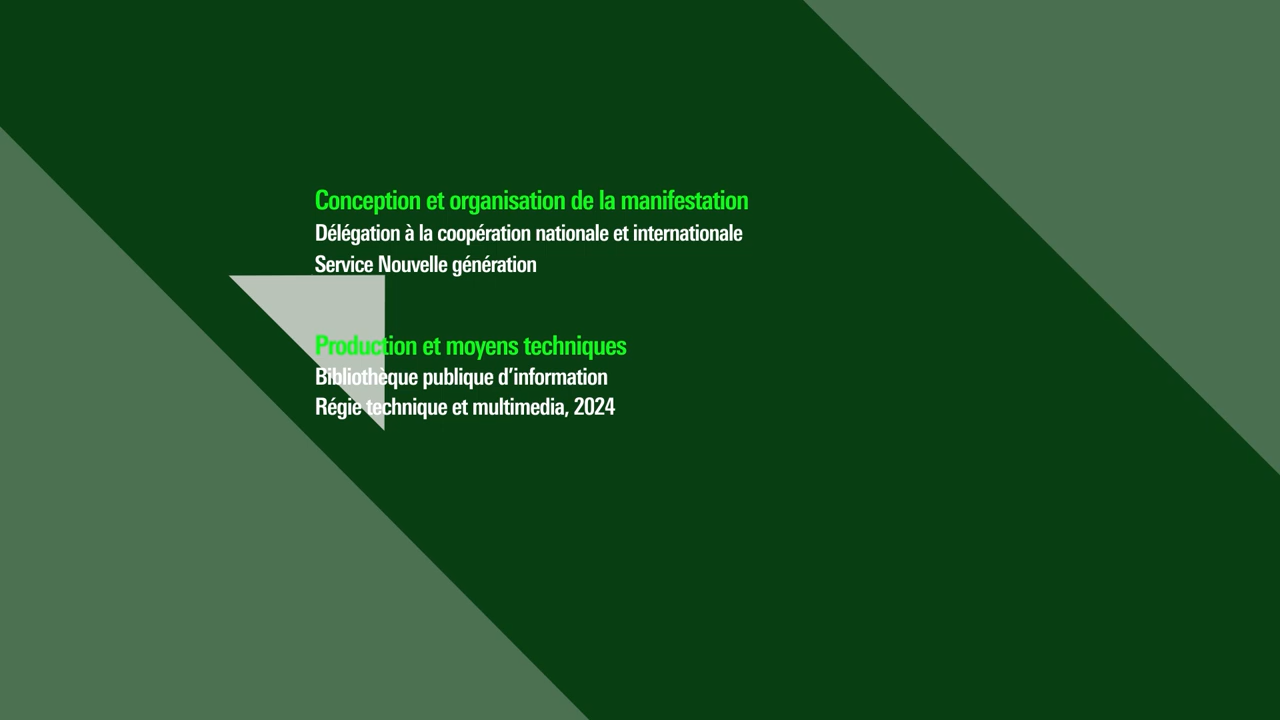 Conception et organisation de la manifestation
Délégation à la coopération nationale et internationale
Service Nouvelle génération
Production et moyens techniques
Bibliothèque publique d’information
Régie technique et multimedia, 2024